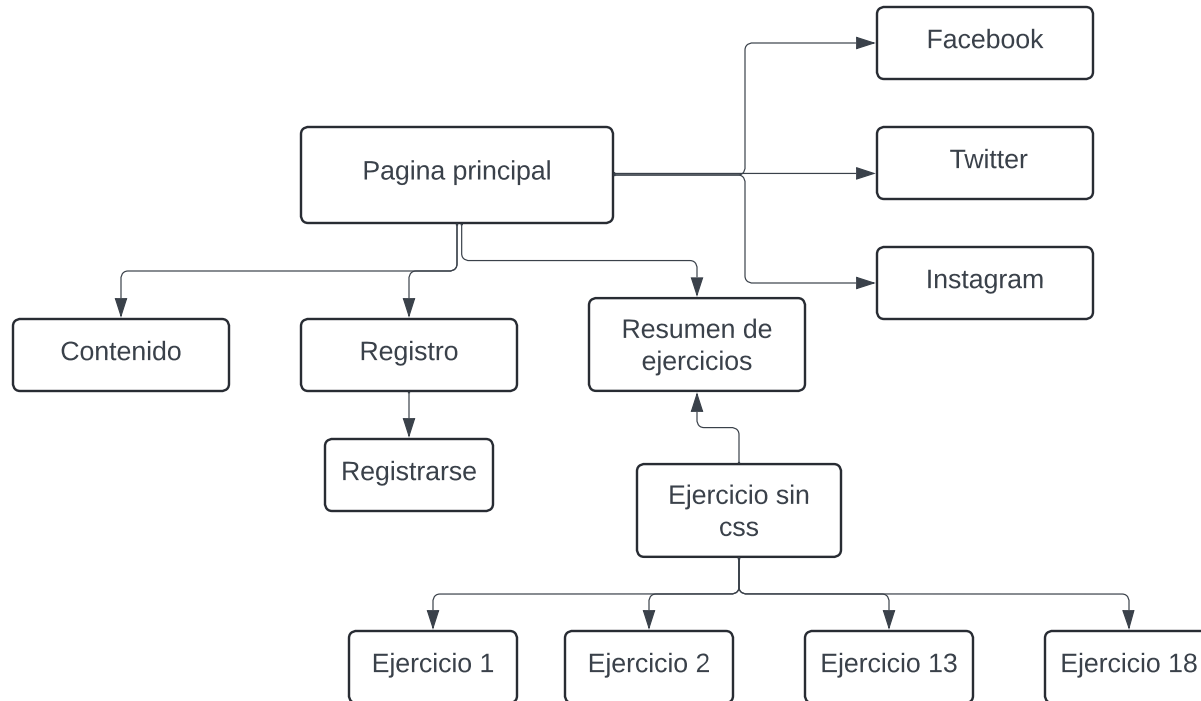 Facebook
Pagina principal
Twitter
Instagram
Contenido
Registro
Resumen de
ejercicios
Registrarse
Ejercicio sin
css
Ejercicio 1
Ejercicio 2
Ejercicio 13
Ejercicio 18